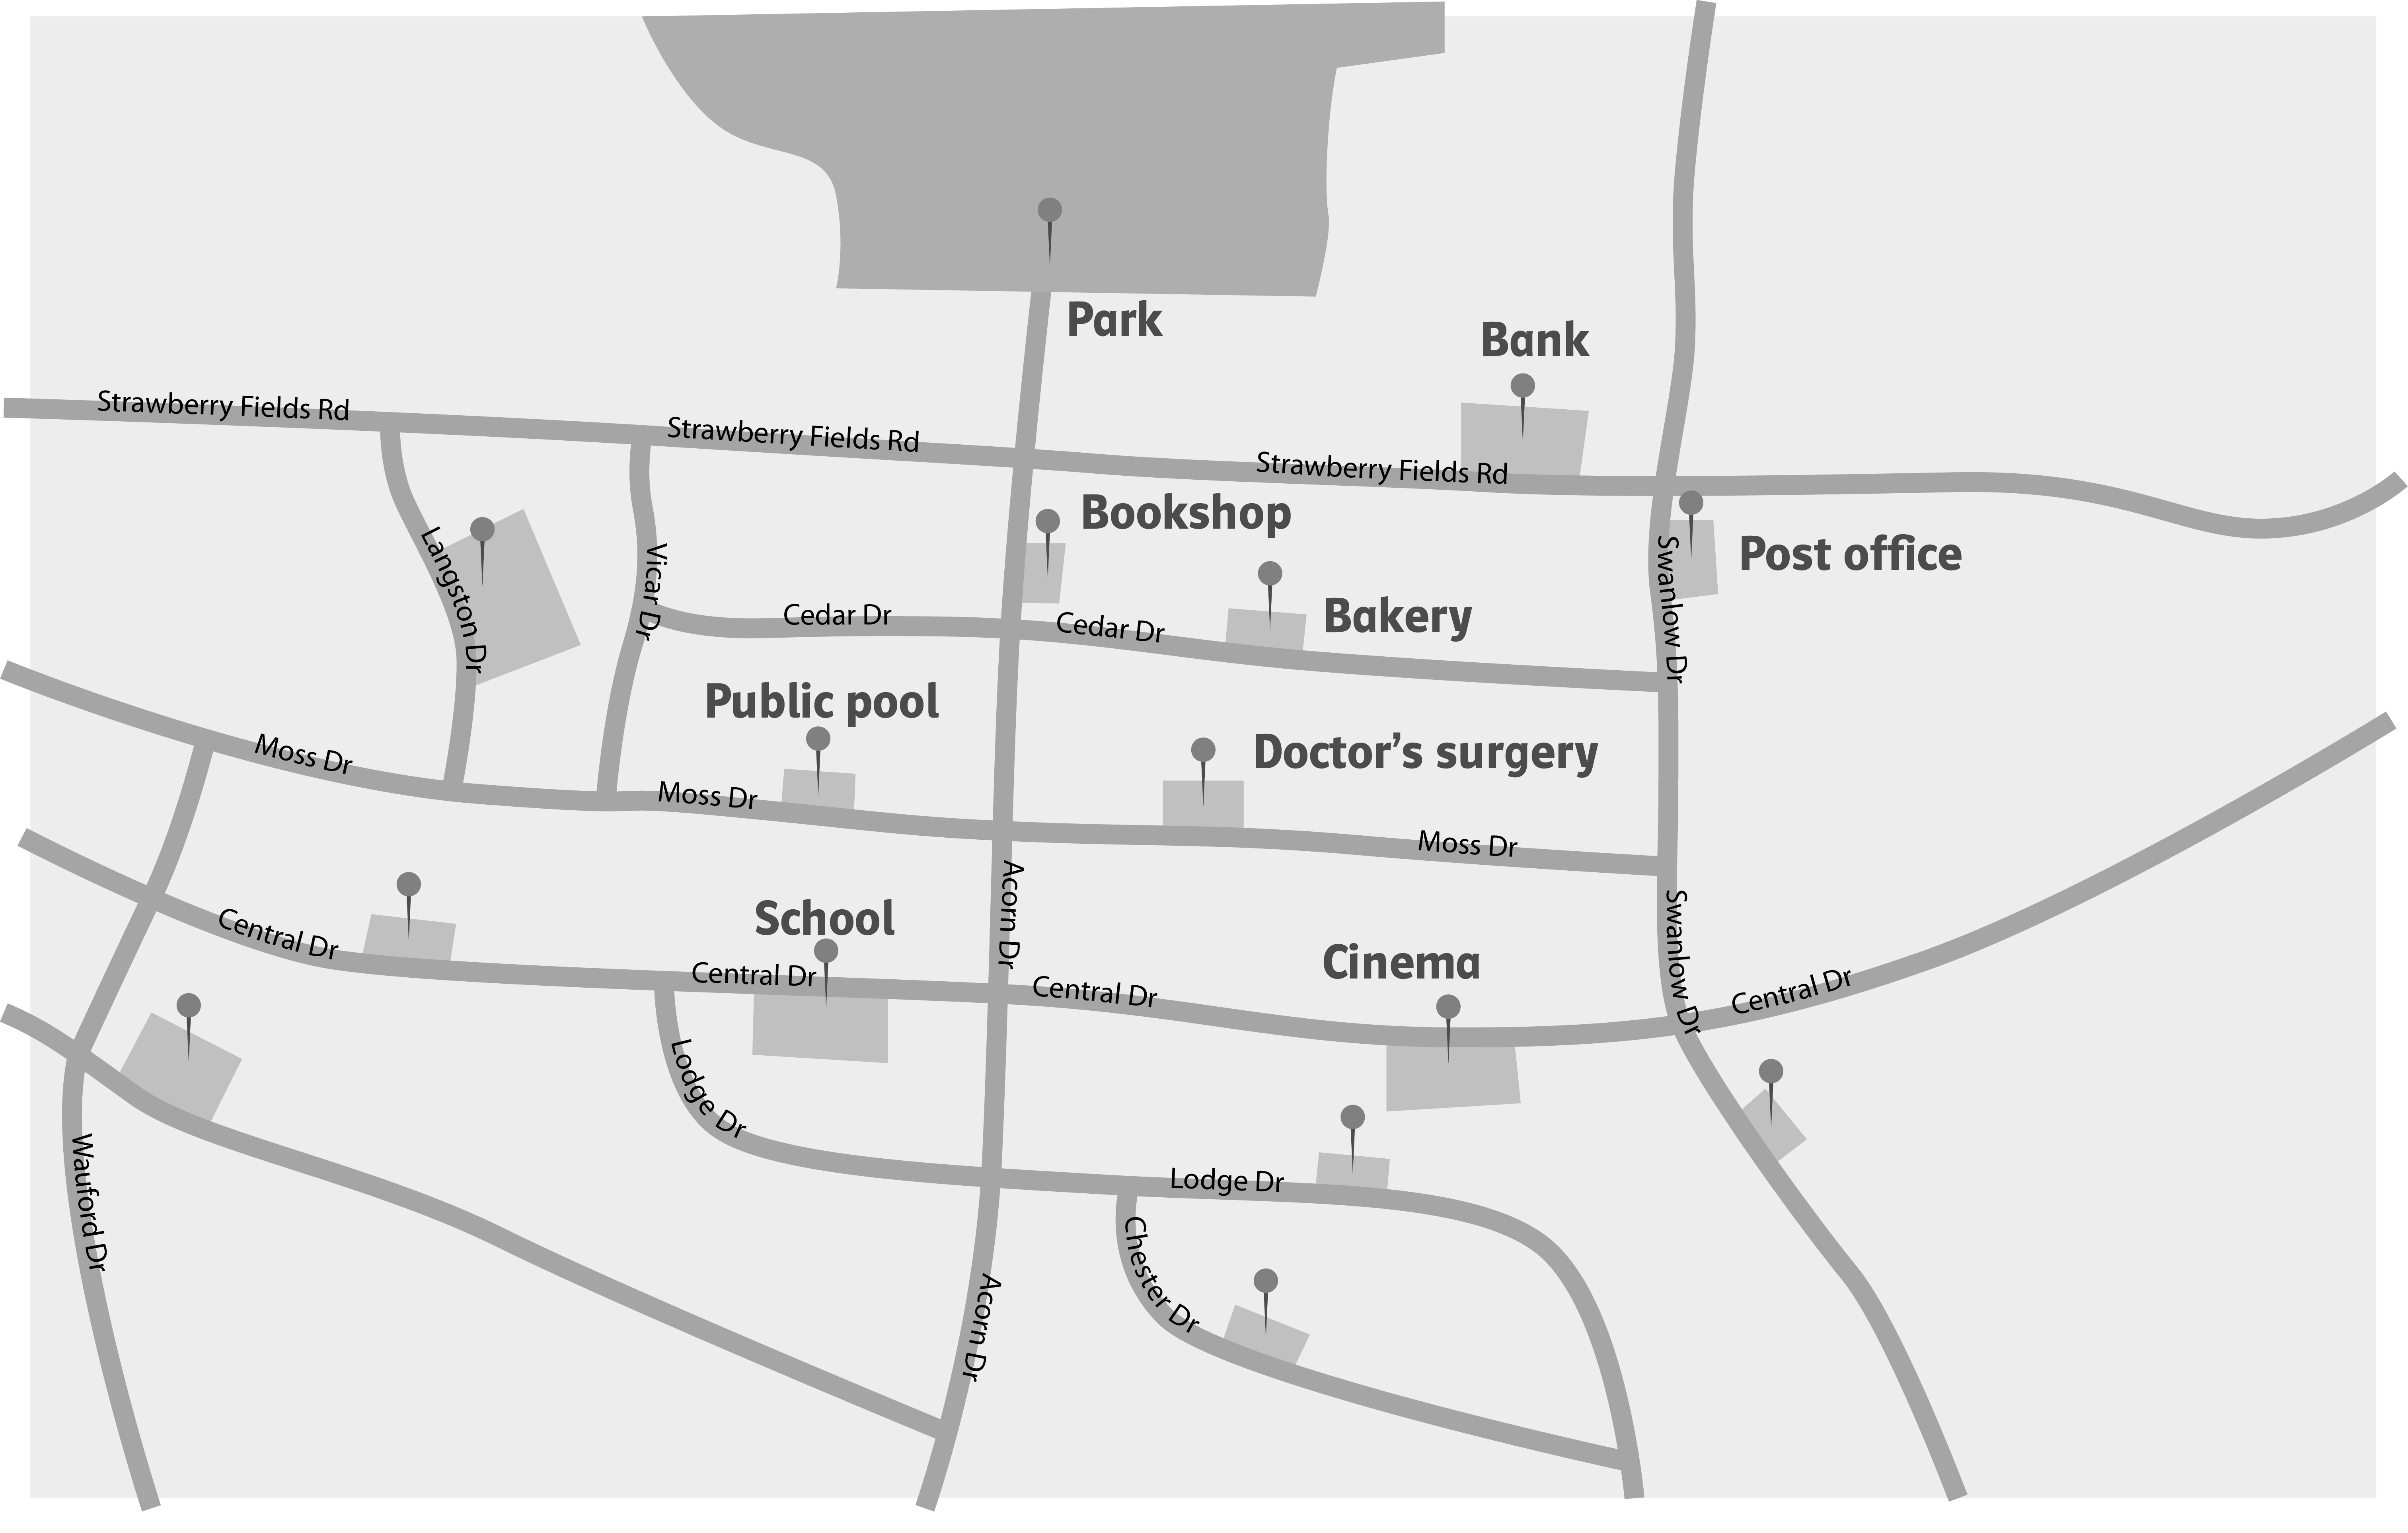 Park
Bank
Strawberry Fields Rd
Strawberry Fields Rd
Strawberry Fields Rd
Bookshop
Post office
Langston Dr
Vicar Dr
Cedar Dr
Cedar Dr
Bakery
Swanlow Dr
Public pool
Doctor's surgery
Moss Dr
Moss Dr
Moss Dr
Acorn Dr
School
Swanlow Dr
Central Dr
Central Dr
Central Dr
Cinema
Central Dr
Lodge Dr
Wauford Dr
Lodge Dr
Chester Dr
Acorn Dr